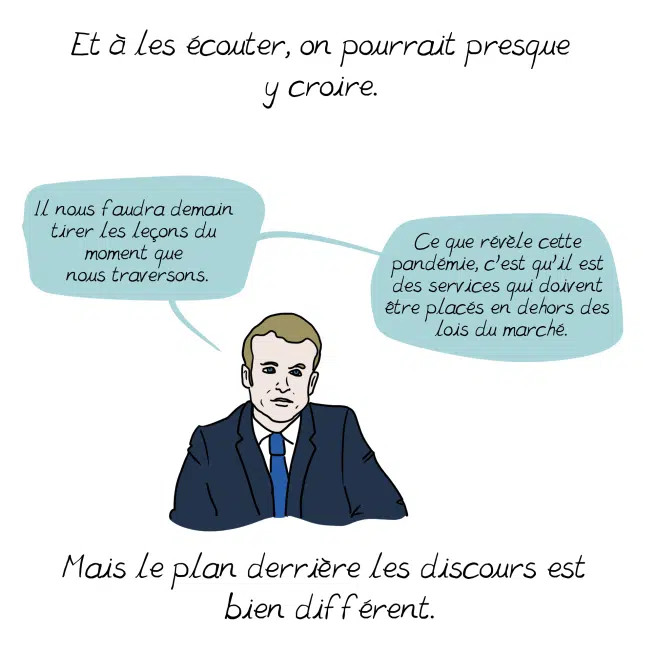 Et à les écouter, on pourrait presque
y croire.
Il nous faudra demain
tirer les leçons du
moment que
nous traversons.
Ce que révèle cette
pandémie, c'est qu'il est
des services qui doivent
être placés en dehors des
lois du marché.
Mais le plan derrière les discours est
bien différent.